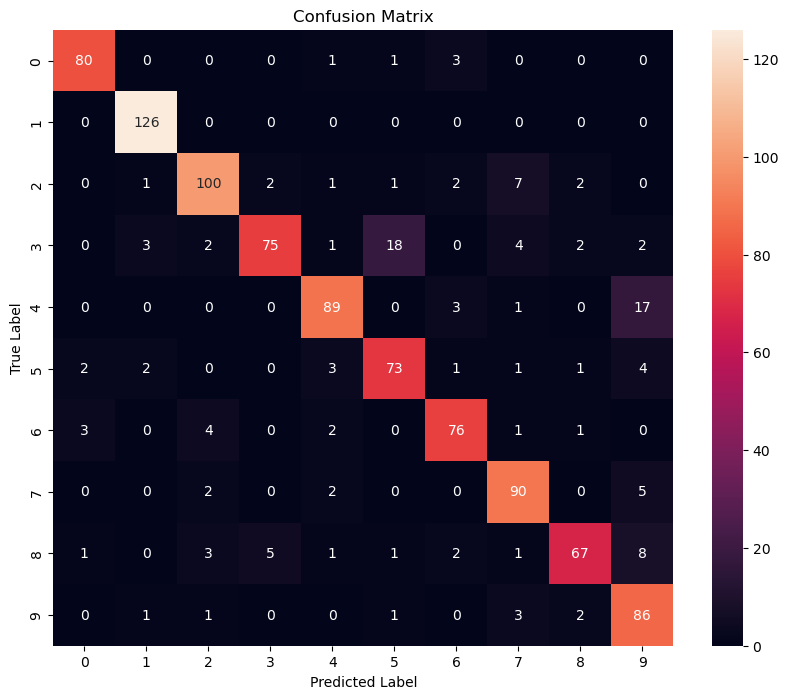 Confusion Matrix
0 80 0 0 0 1 1 3 0 0 0
1 0 126 0 0 0 0 0 0 0 0
2 0 1 100 2 1 1 2 7 2 0
3 0 3 2 75 1 18 0 4 2 2
4 0 0 0 0 89 0 3 1 0 17
5 2 2 0 0 3 73 1 1 1 4
6 3 0 4 0 2 0 76 1 1 0
7 0 0 2 0 2 0 0 90 0 5
8 1 0 3 5 1 1 2 1 67 8
9 0 1 1 0 0 1 0 3 2 86
0 1 2 3 4 5 6 7 8 9
True Label
Predicted Label
120
100
80
60
40
20
0